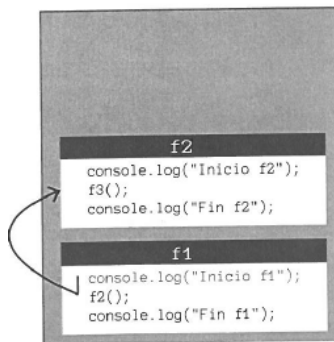 f2
console.log("Inicio f2");
f3();
console.log("Fin f2");
f1
console.log("Inicio f1");
f2();
console.log("Fin f1");